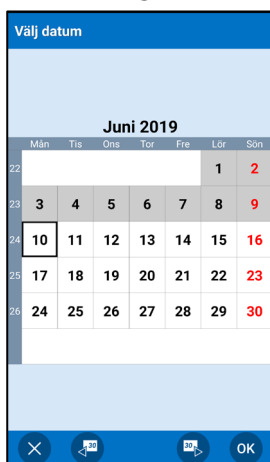 Välj datum
Juni 2019
Mån Tis Ons Tor Fre Lör Sön
22 1 2
23 3 4 5 6 7 8 9
24 10 11 12 13 14 15 16
25 17 18 19 20 21 22 23
26 24 25 26 27 28 29 30
30 30 OK